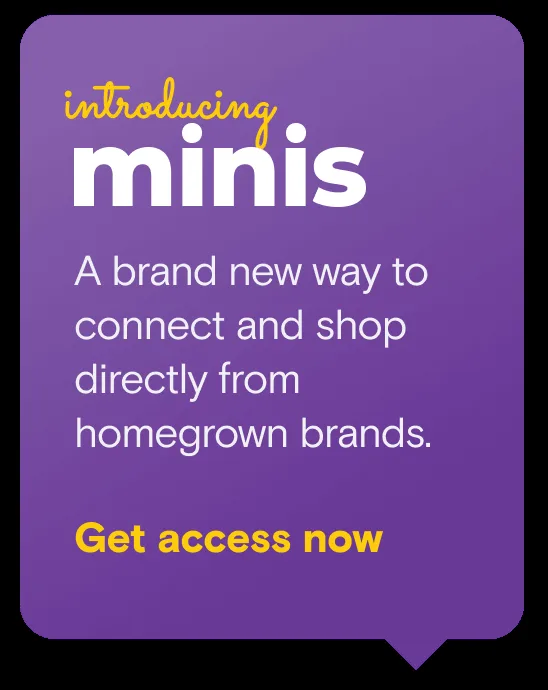 introducing
minis
A brand new way to
connect and shop
directly from
homegrown brands.
Get access now